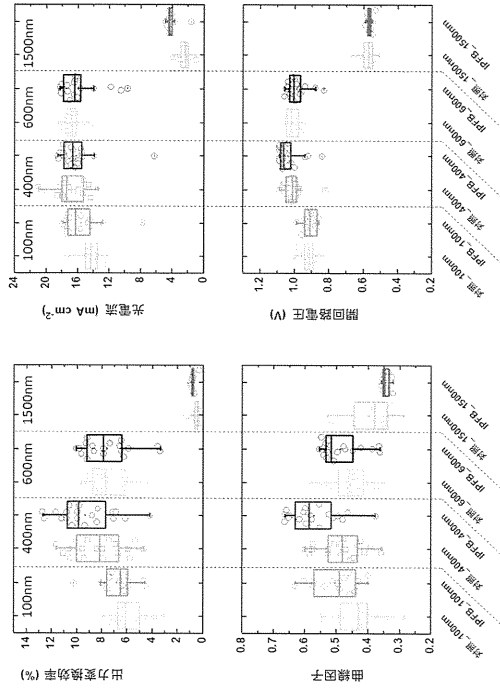 出力変換効率 (%)
15
10
5
0
100nm
400nm
600nm
1500nm
光電流 (mA cm⁻²)
24
20
16
12
8
4
0
100nm
400nm
600nm
1500nm
曲線因子
0.8
0.7
0.6
0.5
0.4
0.3
0.2
対照_100nm
IPFB_100nm
対照_400nm
IPFB_400nm
対照_600nm
IPFB_600nm
対照_1500nm
IPFB_1500nm
開回路電圧 (V)
1.2
1.0
0.8
0.6
0.4
0.2
対照_100nm
IPFB_100nm
対照_400nm
IPFB_400nm
対照_600nm
IPFB_600nm
対照_1500nm
IPFB_1500nm